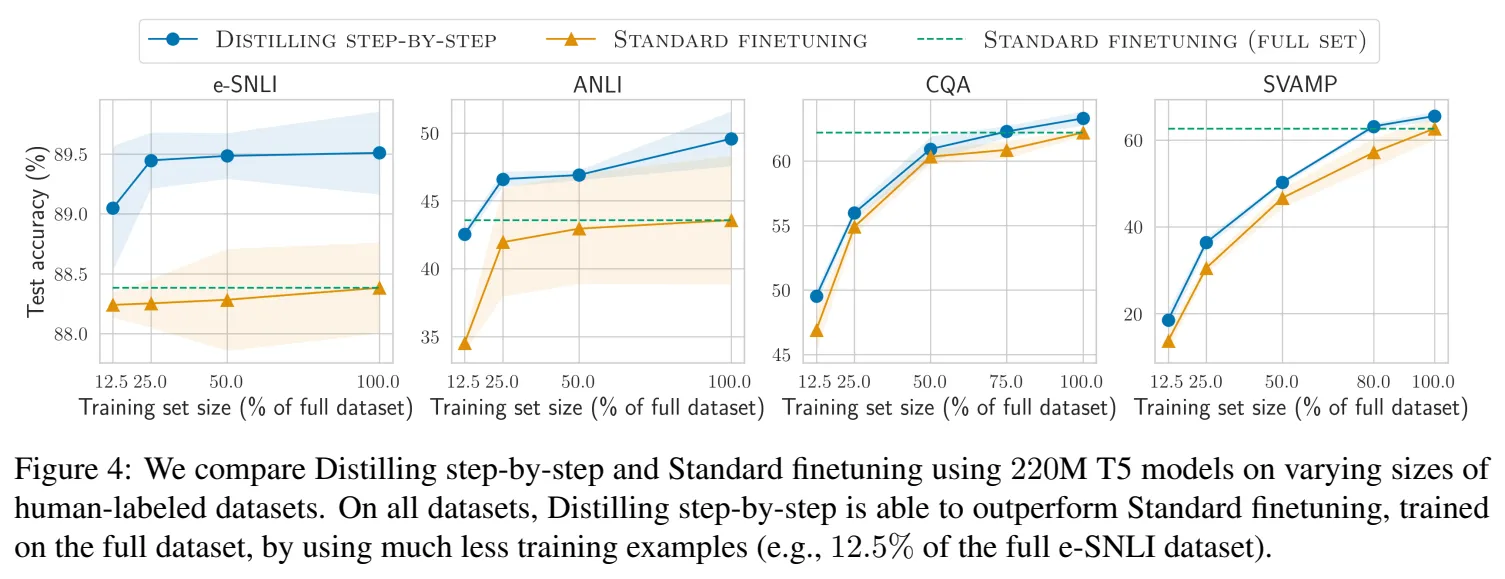 DISTILLING STEP-BY-STEP STANDARD FINETUNING STANDARD FINETUNING (FULL SET)
e-SNLI ANLI CQA SVAMP
Test accuracy (%)
89.5
89.0
88.5
88.0
12.5 25.0 50.0 100.0
Training set size (% of full dataset)
50
45
40
35
12.5 25.0 50.0 100.0
Training set size (% of full dataset)
60
55
50
45
12.5 25.0 50.0 75.0 100.0
Training set size (% of full dataset)
60
40
20
12.5 25.0 50.0 80.0 100.0
Training set size (% of full dataset)
Figure 4: We compare Distilling step-by-step and Standard finetuning using 220M T5 models on varying sizes of
human-labeled datasets. On all datasets, Distilling step-by-step is able to outperform Standard finetuning, trained
on the full dataset, by using much less training examples (e.g., 12.5% of the full e-SNLI dataset).